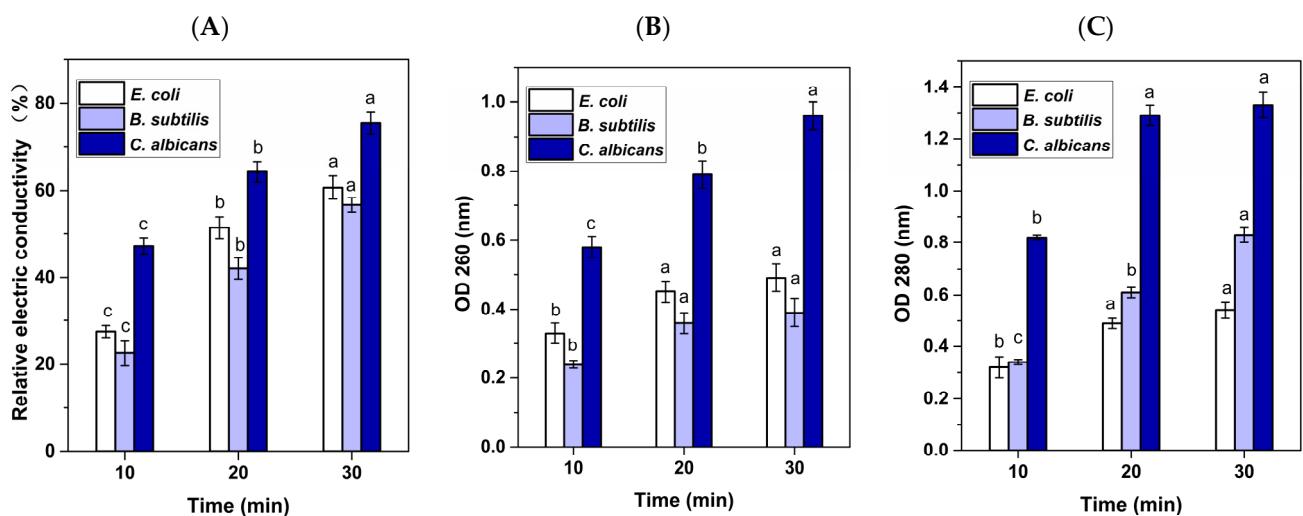 (A)
Relative electric conductivity (%)
80
60
40
20
0
E. coli
B. subtilis
C. albicans
c
c
c
b
b
b
a
a
a
10
20
30
Time (min)
(B)
OD 260 (nm)
1.0
0.8
0.6
0.4
0.2
0.0
E. coli
B. subtilis
C. albicans
b
b
c
a
a
b
a
a
a
10
20
30
Time (min)
(C)
OD 280 (nm)
1.4
1.2
1.0
0.8
0.6
0.4
0.2
0.0
E. coli
B. subtilis
C. albicans
b
c
b
a
b
a
a
a
a
10
20
30
Time (min)